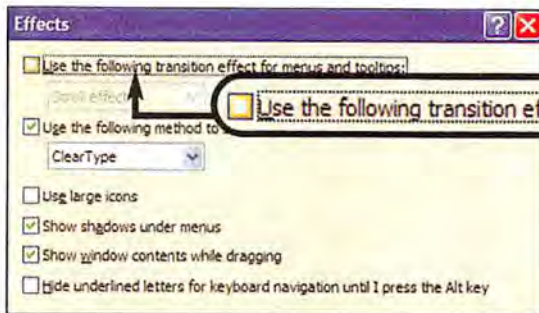 Effects
Use the following transition effect for menus and tooltips:
Scroll effect
Use the following transition ef
Use the following method to
ClearType
Use large icons
Show shadows under menus
Show window contents while dragging
Hide underlined letters for keyboard navigation until I press the Alt key